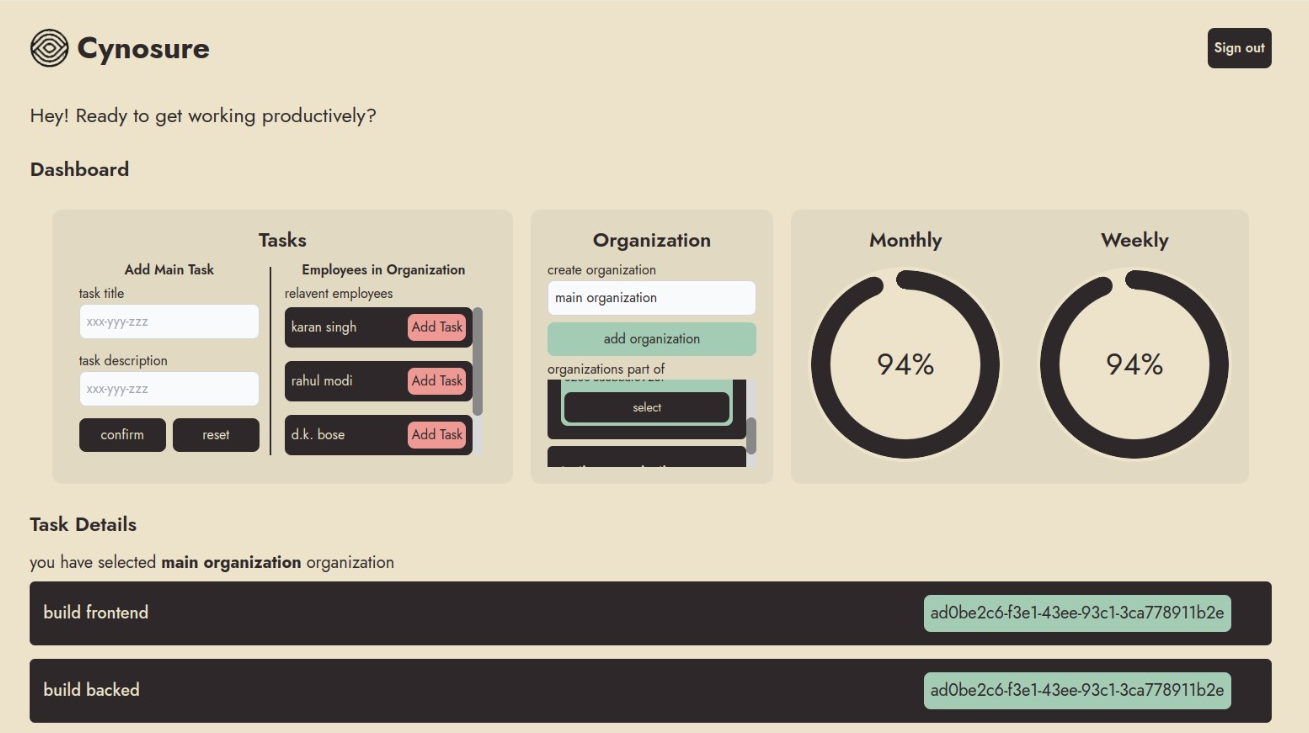 Cynosure
Sign out
Hey! Ready to get working productively?
Dashboard
Tasks
Add Main Task
task title
xxx-yyy-zzz
task description
xxx-yyy-zzz
confirm
reset
Employees in Organization
relavent employees
karan singh
Add Task
rahul modi
Add Task
d.k. bose
Add Task
Organization
create organization
main organization
add organization
organizations part of
select
Monthly
94%
Weekly
94%
Task Details
you have selected main organization organization
build frontend
ad0be2c6-f3e1-43ee-93c1-3ca778911b2e
build backed
ad0be2c6-f3e1-43ee-93c1-3ca778911b2e